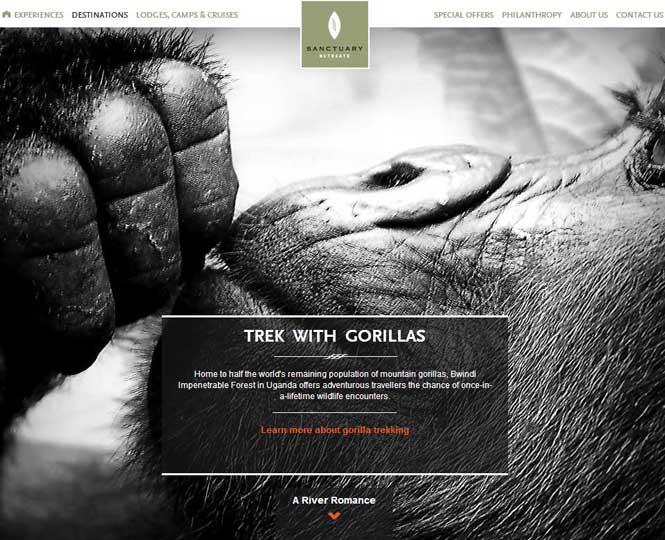 EXPERIENCES DESTINATIONS LODGES, CAMPS & CRUISES SPECIAL OFFERS PHILANTHROPY ABOUT US CONTACT US
SANCTUARY
RETREATS
TREK WITH GORILLAS
Home to half the world's remaining population of mountain gorillas, Bwindi
Impenetrable Forest in Uganda offers adventurous travellers the chance of once-in-
a-lifetime wildlife encounters.
Learn more about gorilla trekking
A River Romance